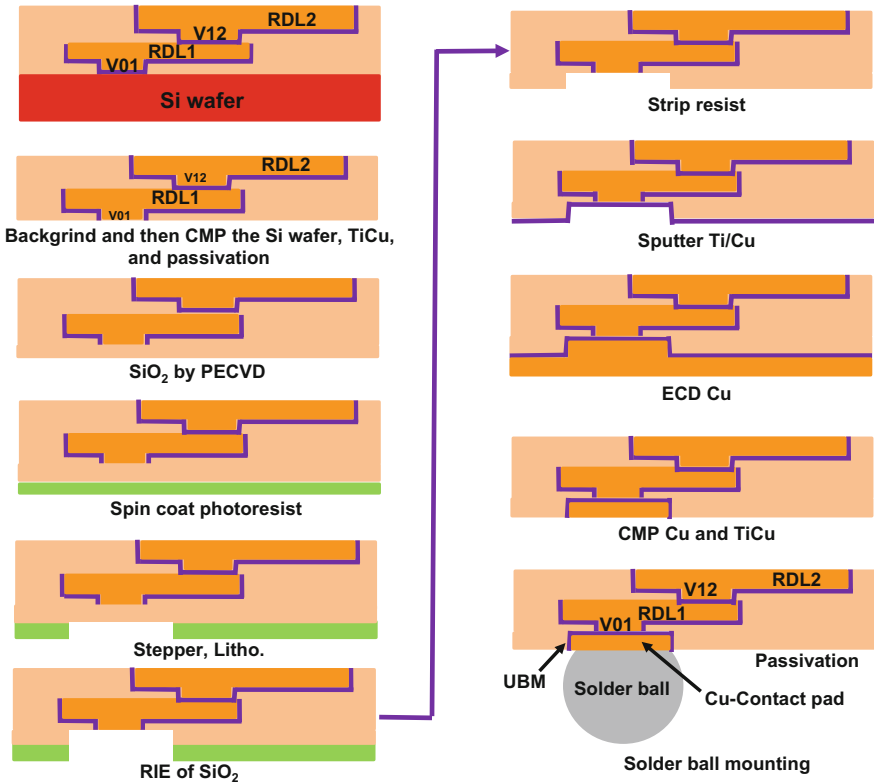 RDL2
V12
RDL1
V01
Si wafer
RDL2
V12
RDL1
V01
Backgrind and then CMP the Si wafer, TiCu,
and passivation
SiO₂ by PECVD
Spin coat photoresist
Stepper, Litho.
RIE of SiO₂
Strip resist
Sputter Ti/Cu
ECD Cu
CMP Cu and TiCu
RDL2
V12
RDL1
V01
Passivation
UBM
Solder ball
Cu-Contact pad
Solder ball mounting